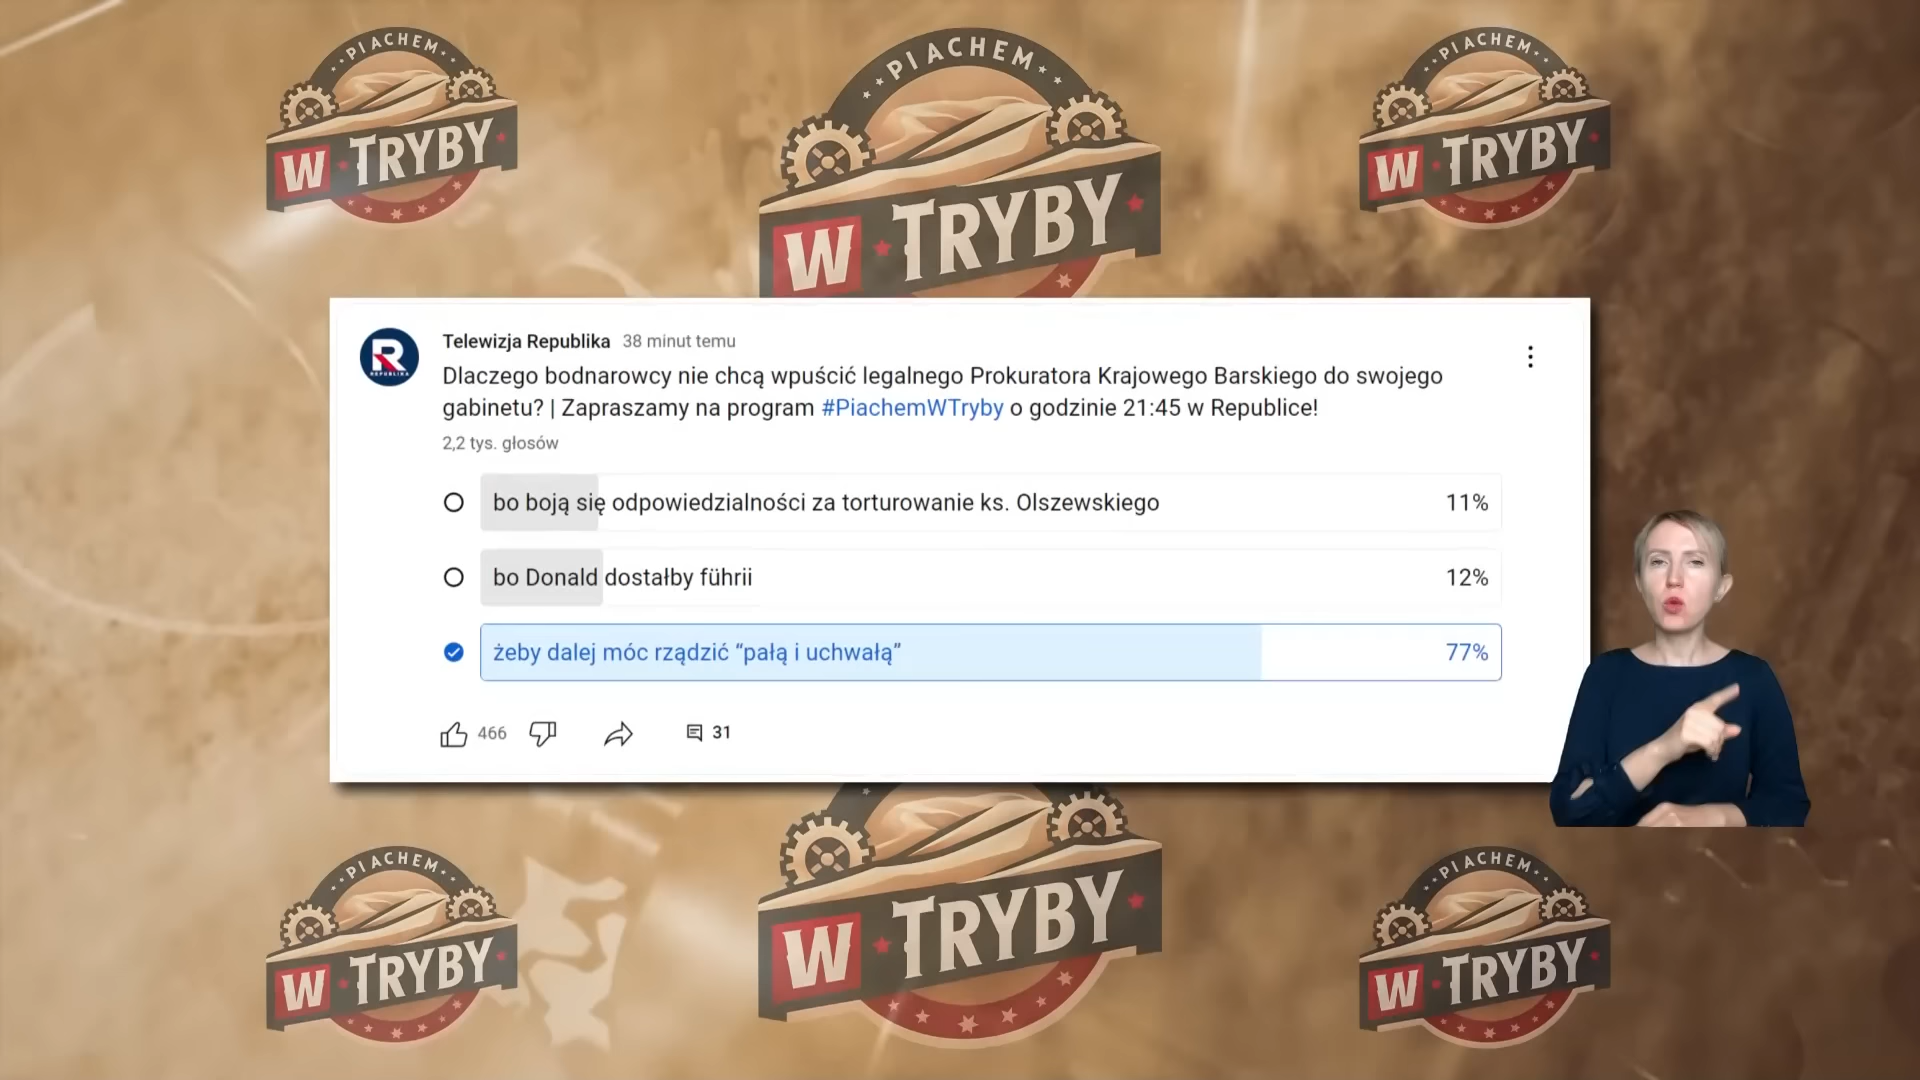 PIACHEM
W TRYBY
PIACHEM
W TRYBY
PIACHEM
W TRYBY
R
REPUBLIKA
Telewizja Republika 38 minut temu
Dlaczego bodnarowcy nie chcą wpuścić legalnego Prokuratora Krajowego Barskiego do swojego
gabinetu? | Zapraszamy na program #PiachemWTryby o godzinie 21:45 w Republice!
2,2 tys. głosów
bo boją się odpowiedzialności za torturowanie ks. Olszewskiego 11%
bo Donald dostałby führii 12%
żeby dalej móc rządzić “pałą i uchwałą” 77%
466 31
PIACHEM
W TRYBY
W TRYBY
PIACHEM
W TRYBY